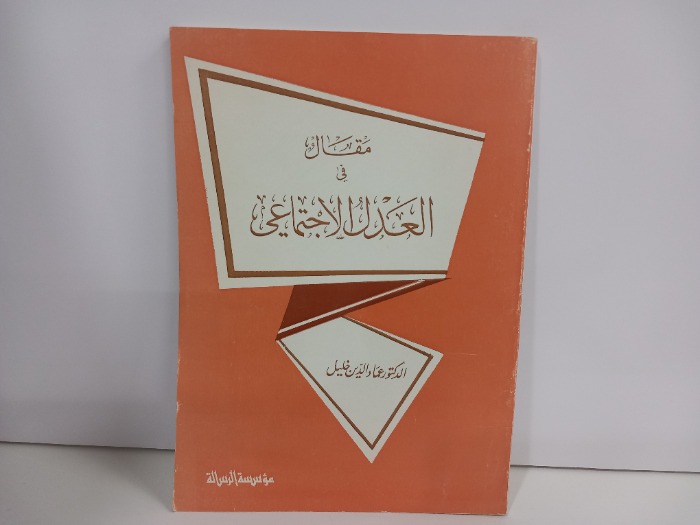 مقال
في
العدل الاجتماعي
الدكتور عماد الدين خليل
مؤسسة الرسالة